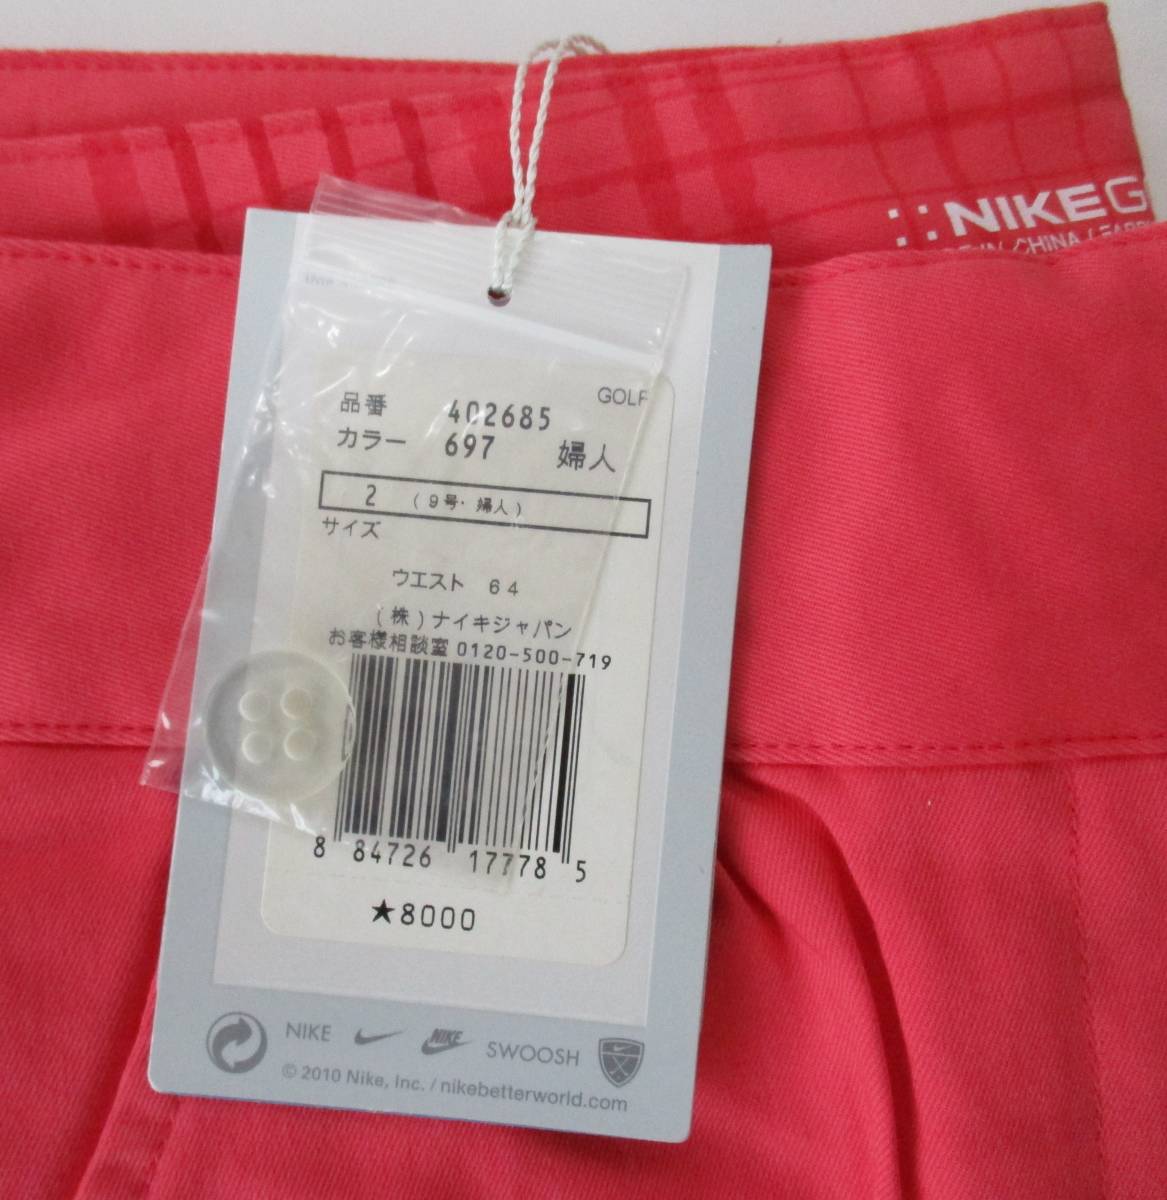 NIKEG
CHINA /
GOLF
品番 402685
カラー 697 婦人
2 (9号・婦人)
サイズ
ウエスト 64
(株)ナイキジャパン
お客様相談室 0120-500-719
8 84726 17778 5
★8000
NIKE NIKE SWOOSH
© 2010 Nike, Inc. / nikebetterworld.com